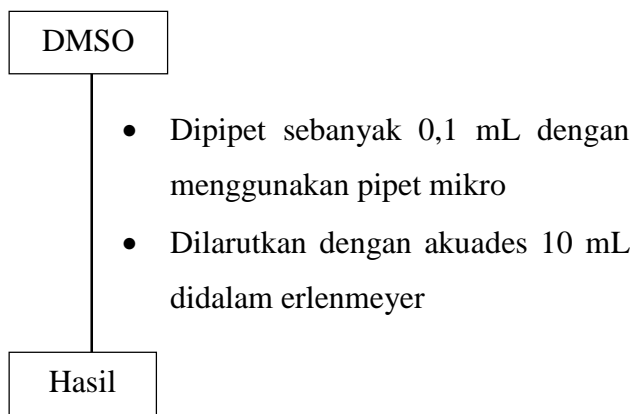 DMSO
• Dipipet sebanyak 0,1 mL dengan
menggunakan pipet mikro
• Dilarutkan dengan akuades 10 mL
didalam erlenmeyer
Hasil